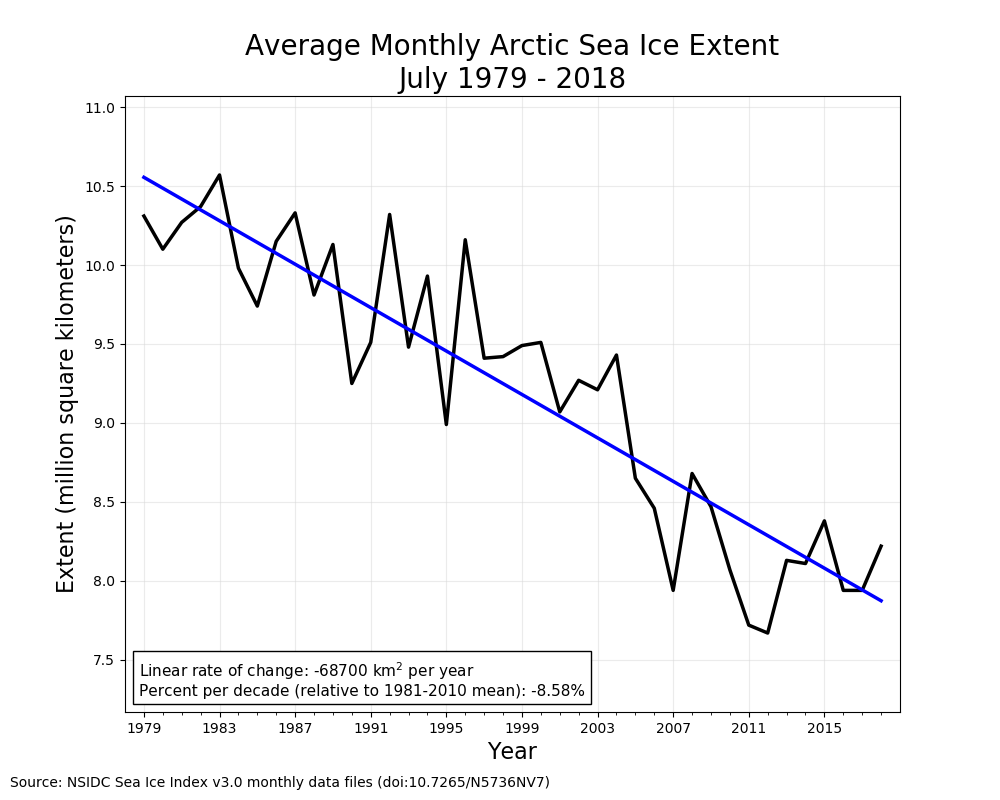 Average Monthly Arctic Sea Ice Extent
July 1979 - 2018
Extent (million square kilometers)
11.0
10.5
10.0
9.5
9.0
8.5
8.0
7.5
Linear rate of change: -68700 km² per year
Percent per decade (relative to 1981-2010 mean): -8.58%
1979 1983 1987 1991 1995 1999 2003 2007 2011 2015
Year
Source: NSIDC Sea Ice Index v3.0 monthly data files (doi:10.7265/N5736NV7)